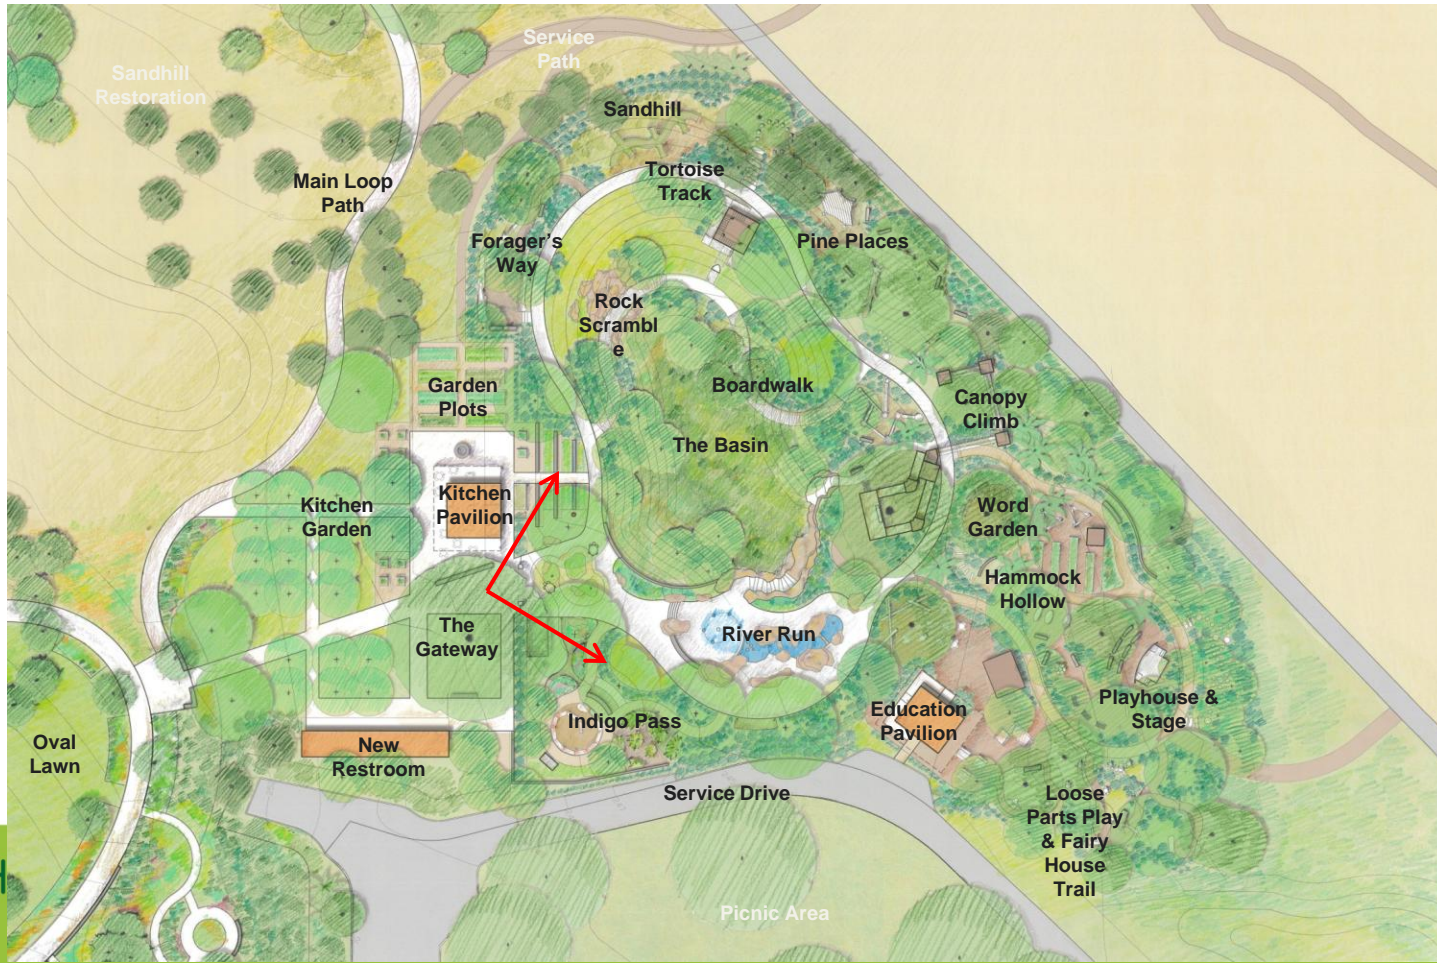 Service
Path
Sandhill
Restoration
Sandhill
Main Loop
Path
Tortoise
Track
Forager's
Way
Pine Places
Rock
Scrambl
e
Garden
Plots
Boardwalk
Canopy
Climb
The Basin
Kitchen
Garden
Kitchen
Pavilion
Word
Garden
Hammock
Hollow
The
Gateway
River Run
Indigo Pass
Education
Pavilion
Playhouse &
Stage
Oval
Lawn
New
Restroom
Service Drive
Loose
Parts Play
& Fairy
House
Trail
Picnic Area